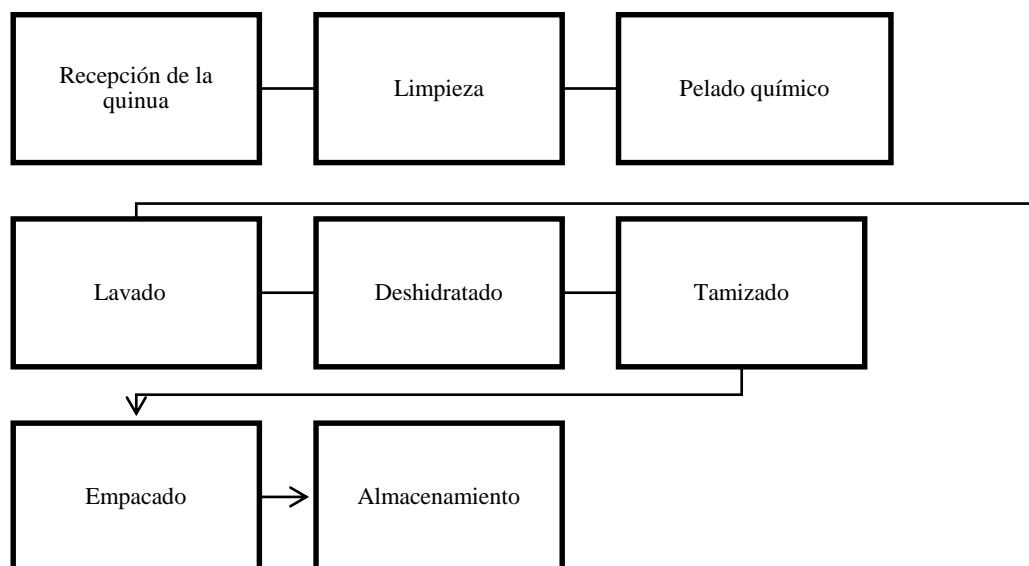 Recepción de la
quinua
Limpieza
Pelado químico
Lavado
Deshidratado
Tamizado
Empacado
Almacenamiento